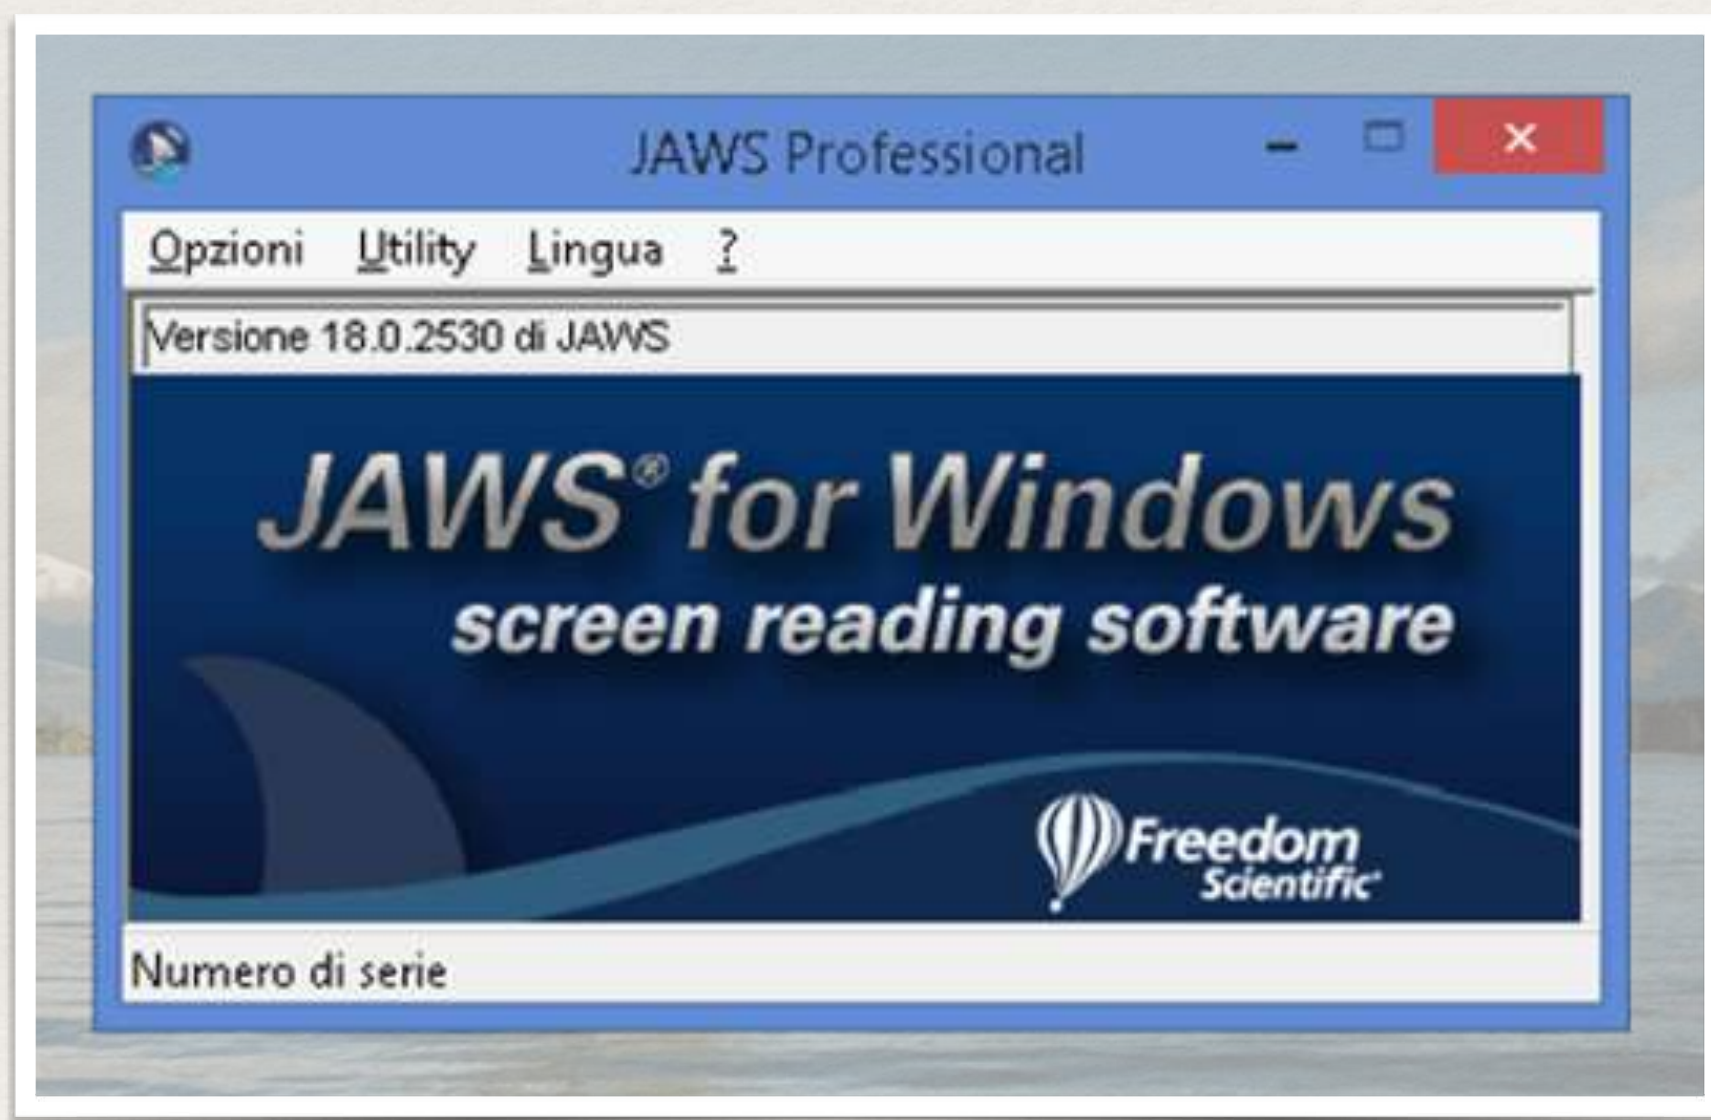 JAWS Professional
Opzioni Utility Lingua ?
Versione 18.0.2530 di JAWS
JAWS® for Windows
screen reading software
Freedom
Scientific
Numero di serie